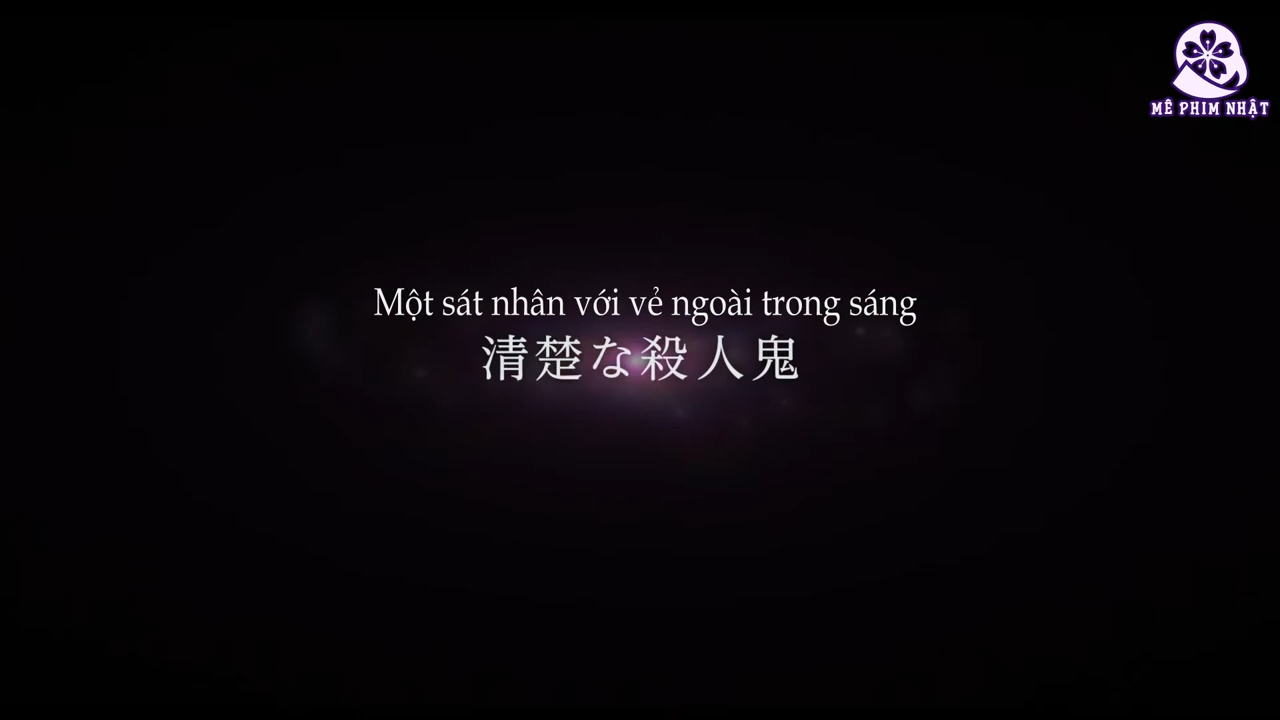 MÊ PHIM NHẬT
Một sát nhân với vẻ ngoài trong sáng
清楚な殺人鬼